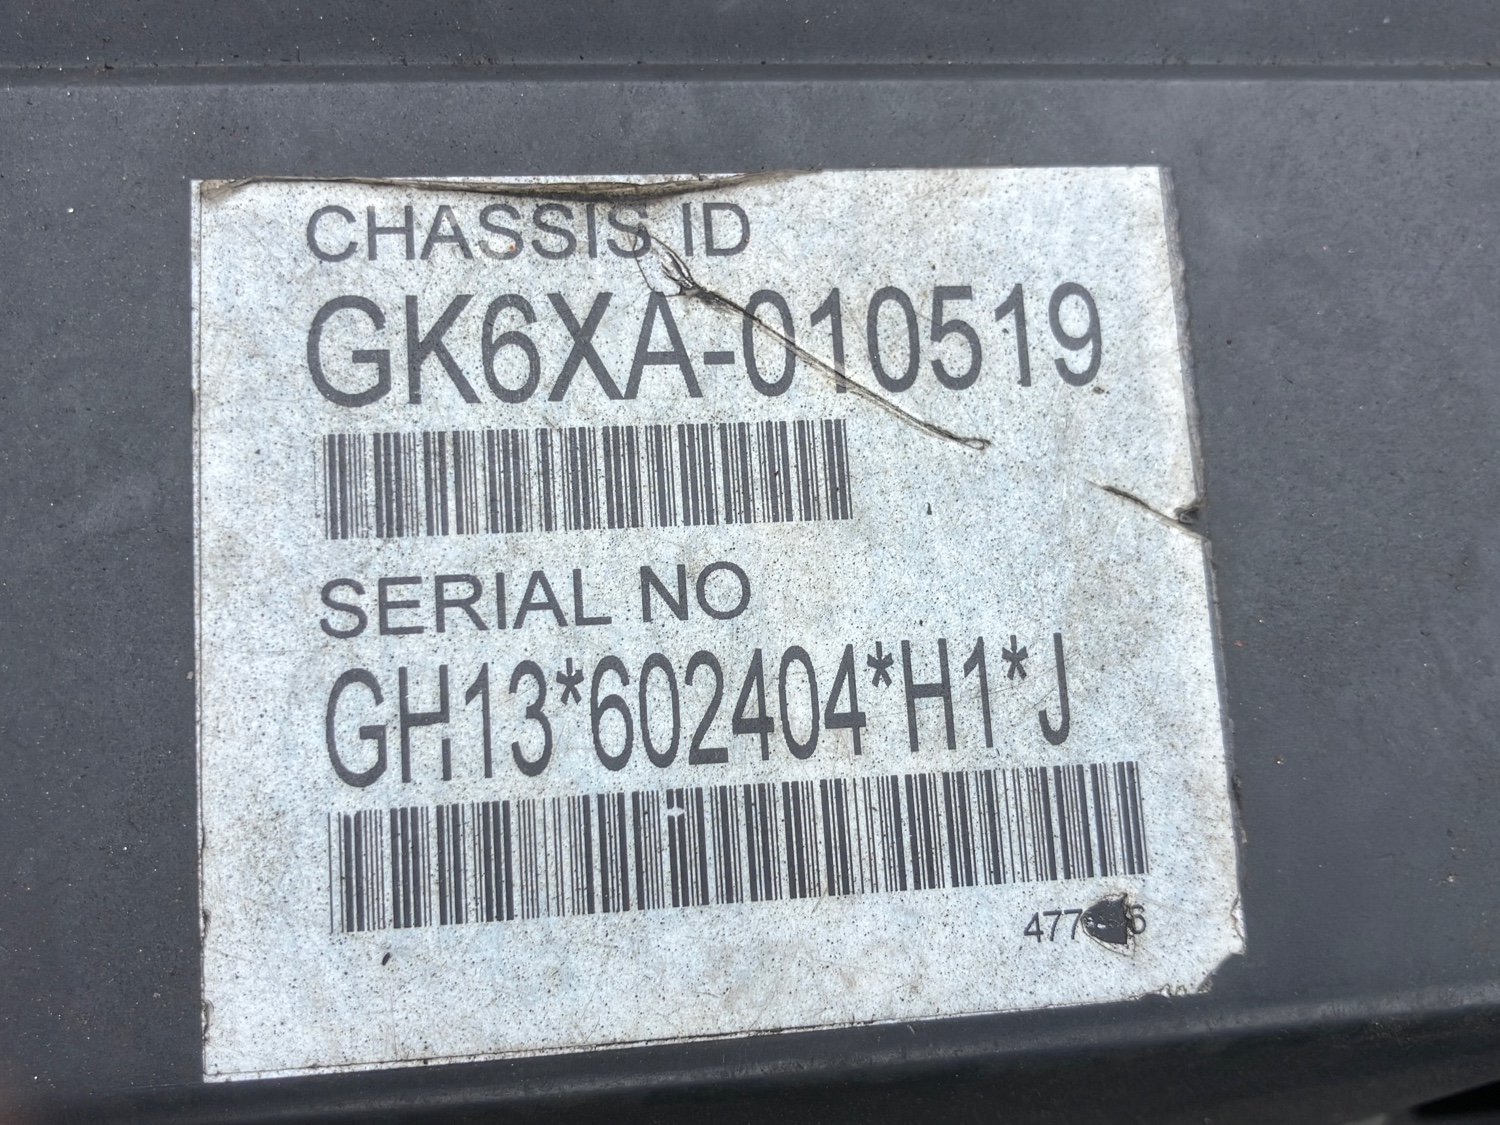 CHASSIS ID
GK6XA-010519
SERIAL NO
GH13*602404*H1*J